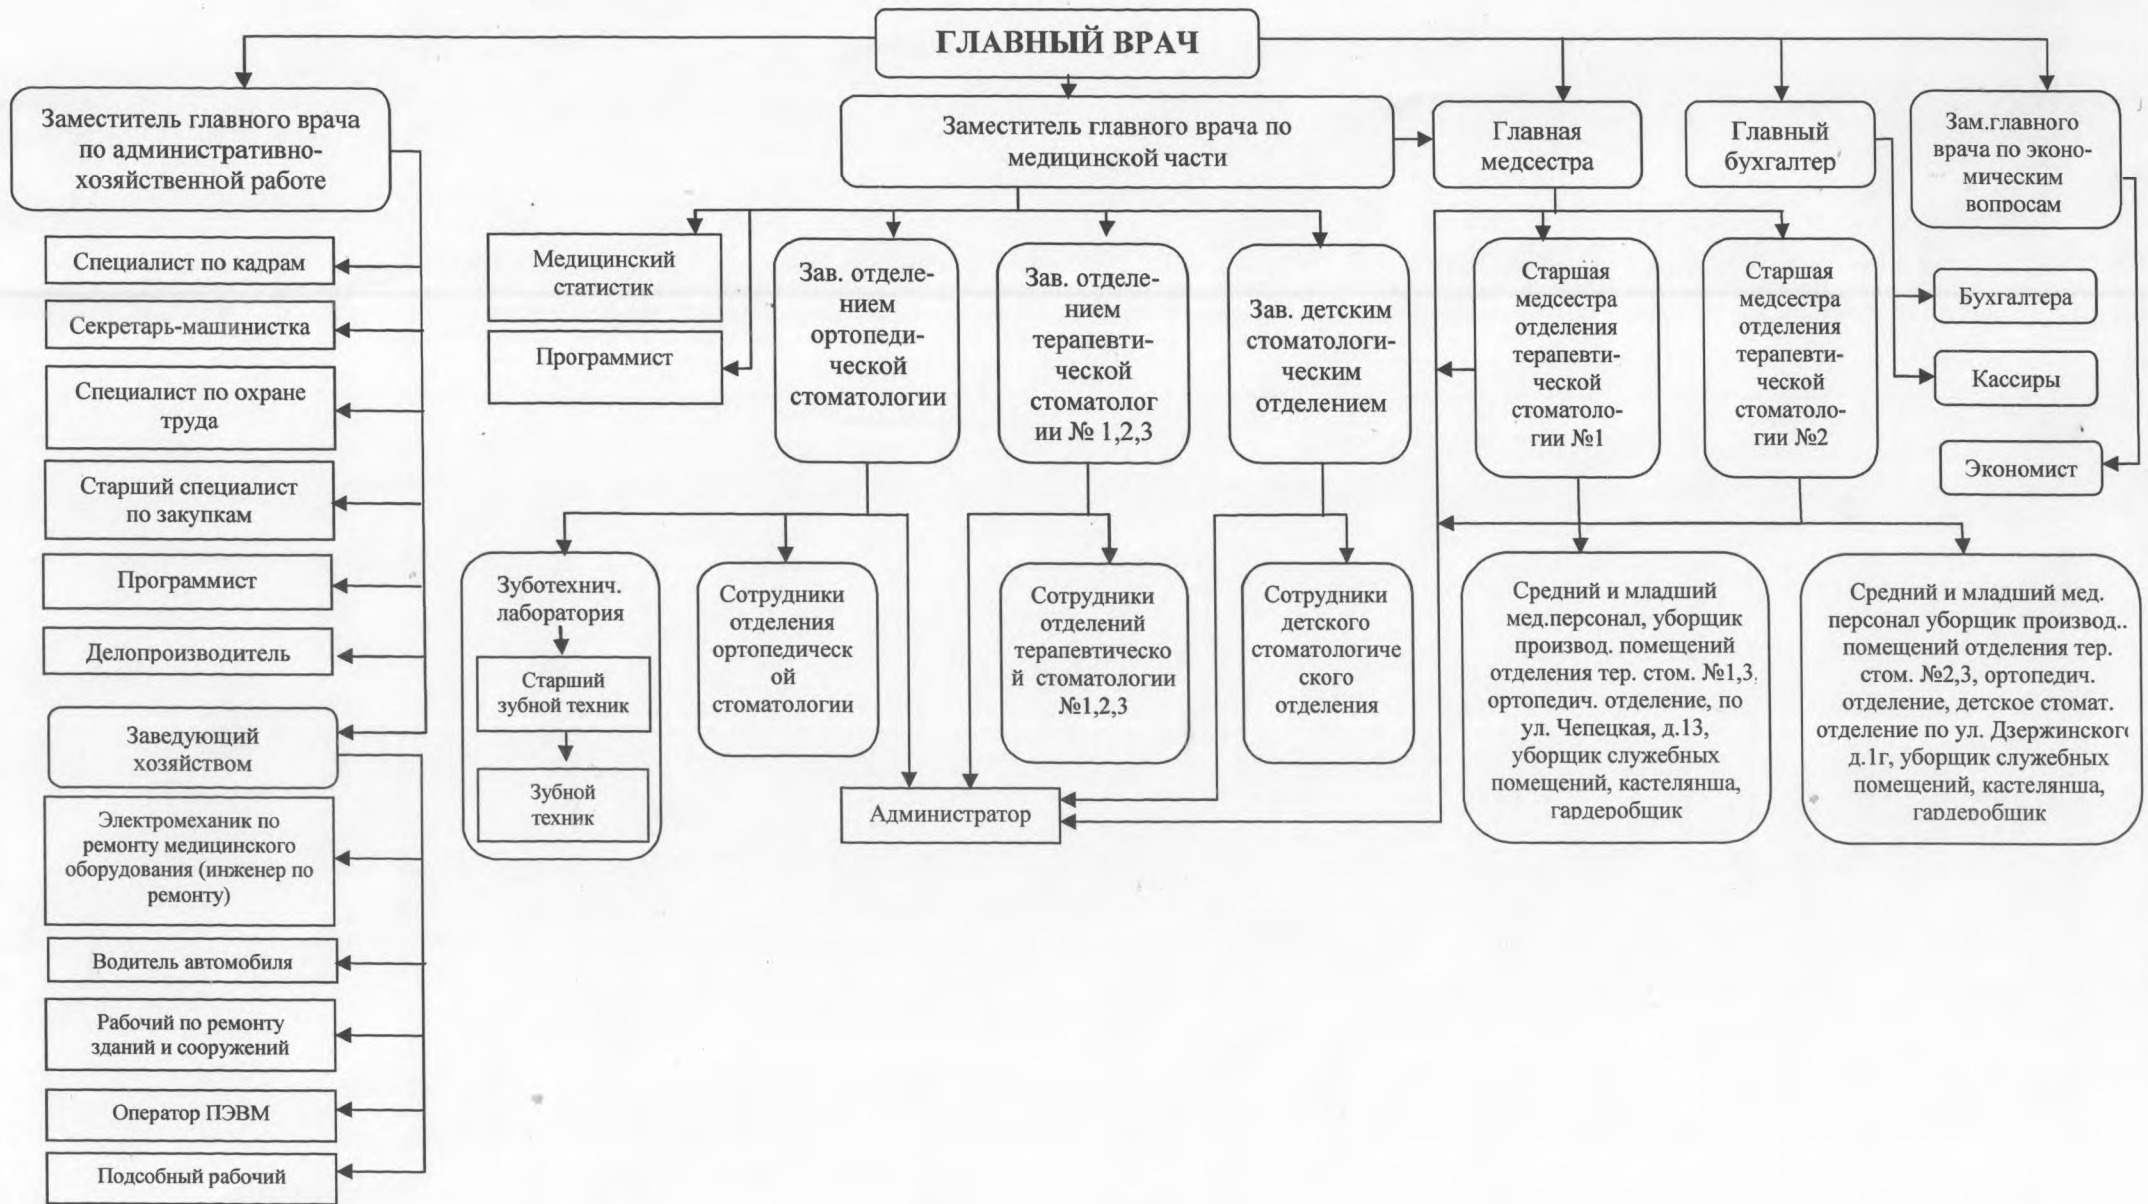 ГЛАВНЫЙ ВРАЧ
Заместитель главного врача
по административно-
хозяйственной работе
Заместитель главного врача по
медицинской части
Главная
медсестра
Главный
бухгалтер
Зам.главного
врача по эконо-
мическим
вопросам
Специалист по кадрам
Секретарь-машинистка
Специалист по охране
труда
Старший специалист
по закупкам
Программист
Делопроизводитель
Заведующий
хозяйством
Электромеханик по
ремонту медицинского
оборудования (инженер по
ремонту)
Водитель автомобиля
Рабочий по ремонту
зданий и сооружений
Оператор ПЭВМ
Подсобный рабочий
Медицинский
статистик
Программист
Зав. отделе-
нием
ортопеди-
ческой
стоматологии
Зав. отделе-
нием
терапевти-
ческой
стоматолог
ии № 1,2,3
Зав. детским
стоматологи-
ческим
отделением
Старшая
медсестра
отделения
терапевти-
ческой
стоматоло-
гии №1
Старшая
медсестра
отделения
терапевти-
ческой
стоматоло-
гии №2
Бухгалтера
Кассиры
Экономист
Зуботехнич.
лаборатория
Старший
зубной техник
Зубной
техник
Сотрудники
отделения
ортопедическ
ой
стоматологии
Сотрудники
отделений
терапевтическо
й стоматологии
№1,2,3
Сотрудники
детского
стоматологиче
ского
отделения
Администратор
Средний и младший
мед.персонал, уборщик
производ. помещений
отделения тер. стом. №1,3,
ортопедич. отделение, по
ул. Чепецкая, д.13,
уборщик служебных
помещений, кастелянша,
гардеробщик
Средний и младший мед.
персонал уборщик производ..
помещений отделения тер.
стом. №2,3, ортопедич.
отделение, детское стомат.
отделение по ул. Дзержинского
д.1г, уборщик служебных
помещений, кастелянша,
гардеробщик